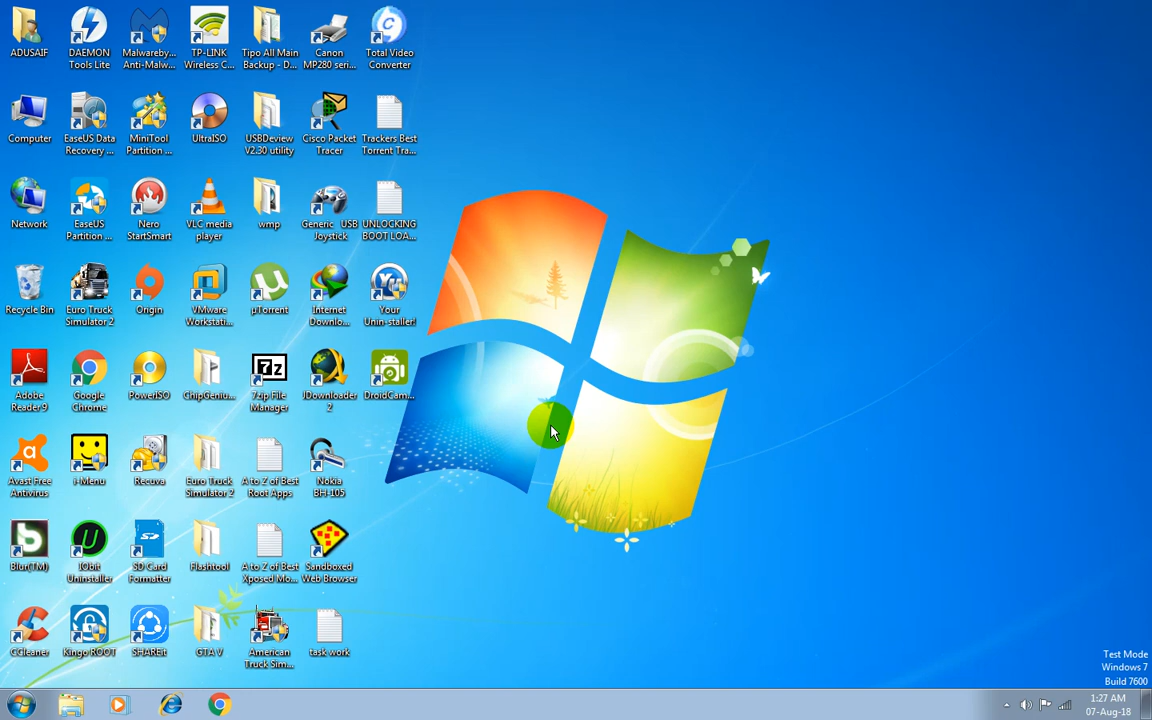 ADUSAIF
DAEMON
Tools Lite
Malwareby...
Anti-Malw...
TP-LINK
Wireless C...
Tipo All Main
Backup - D...
Canon
MP280 seri...
Total Video
Converter
Computer
EaseUS Data
Recovery ...
MiniTool
Partition ...
UltraISO
USBDeview
V2.30 utility
Cisco Packet
Tracer
Trackers Best
Torrent Tra...
Network
EaseUS
Partition ...
Nero
StartSmart
VLC media
player
wmp
Generic USB
Joystick
UNLOCKING
BOOT LOA...
Recycle Bin
Euro Truck
Simulator 2
Origin
VMware
Workstati...
µTorrent
Internet
Downlo...
Your
Unin-staller!
Adobe
Reader 9
Google
Chrome
PowerISO
ChipGeniu...
7zip File
Manager
JDownloader
2
DroidCam...
Avast Free
Antivirus
i-Menu
Recuva
Euro Truck
Simulator 2
A to Z of Best
Root Apps
Nokia
BH-105
Blur(TM)
IObit
Uninstaller
SD Card
Formatter
Flashtool
A to Z of Best
Xposed Mo...
Sandboxed
Web Browser
CCleaner
Kingo ROOT
SHAREit
GTA V
American
Truck Sim...
task work
Test Mode
Windows 7
Build 7600
1:27 AM
07-Aug-18